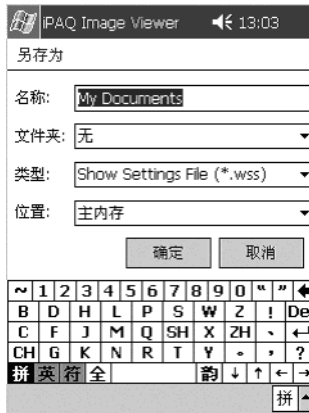 iPAQ Image Viewer 13:03
另存为
名称: My Documents
文件夹: 无
类型: Show Settings File (*.wss)
位置: 主内存
确定 取消
~ 1 2 3 4 5 6 7 8 9 0 “ ”
B D H L P S W Z ! De
C F J M Q SH X ZH 、
CH G K N R T Y 。 , ?
拼 英 符 全 韵 ↓ ↑ ← →
拼